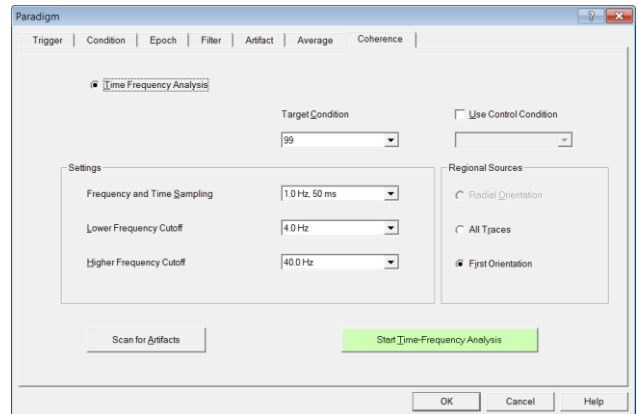 Paradigm
Trigger Condition Epoch Filter Artifact Average Coherence
Time Frequency Analysis
Target Condition Use Control Condition
99
Settings Regional Sources
Frequency and Time Sampling 1.0 Hz, 50 ms Radial Orientation
Lower Frequency Cutoff 4.0 Hz All Traces
Higher Frequency Cutoff 40.0 Hz First Orientation
Scan for Artifacts Start Time-Frequency Analysis
OK Cancel Help